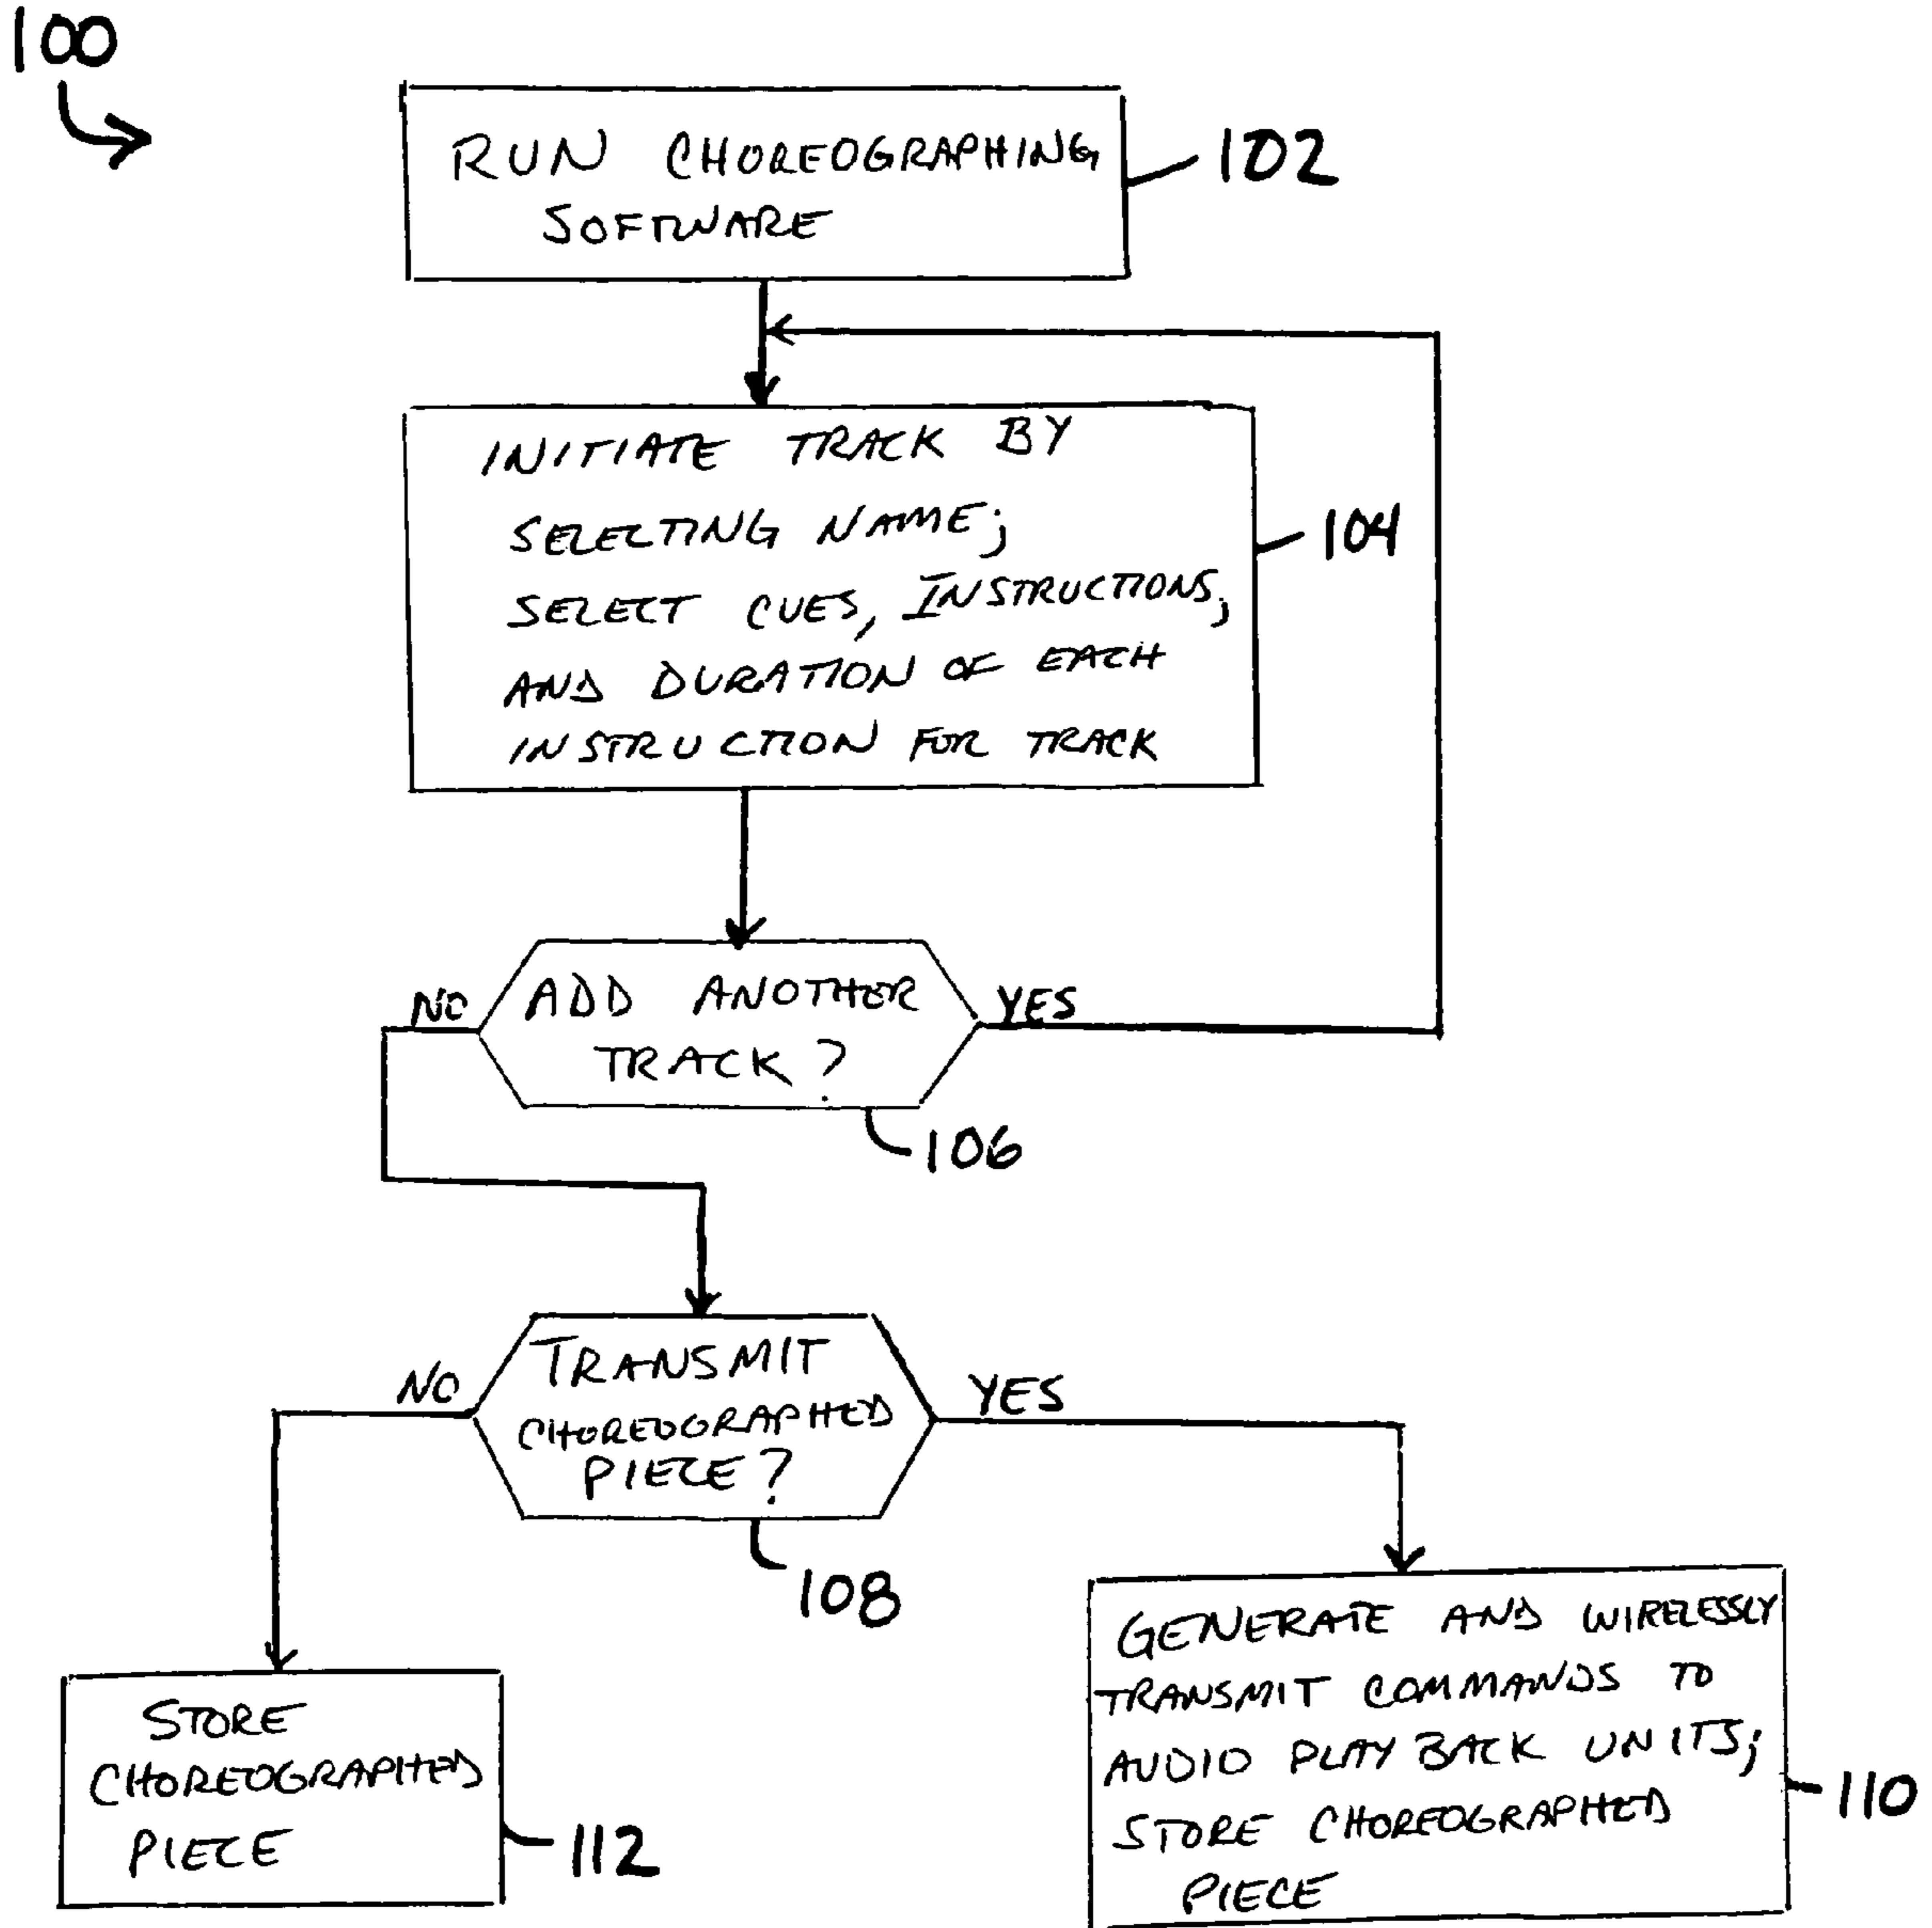 100
RUN CHOREOGRAPHING
102
SOFTWARE
INITIATE TRACK BY
SELECTING NAME;
104
SELECT CUES, INSTRUCTIONS,
AND DURATION OF EACH
INSTRUCTION FOR TRACK
NO
ADD ANOTHER
YES
TRACK?
106
NO
TRANSMIT
YES
CHOREOGRAPHED
PIECE?
108
GENERATE AND WIRELESSLY
TRANSMIT COMMANDS TO
AUDIO PLAYBACK UNITS;
110
STORE CHOREOGRAPHED
PIECE
STORE
CHOREOGRAPHED
PIECE
112